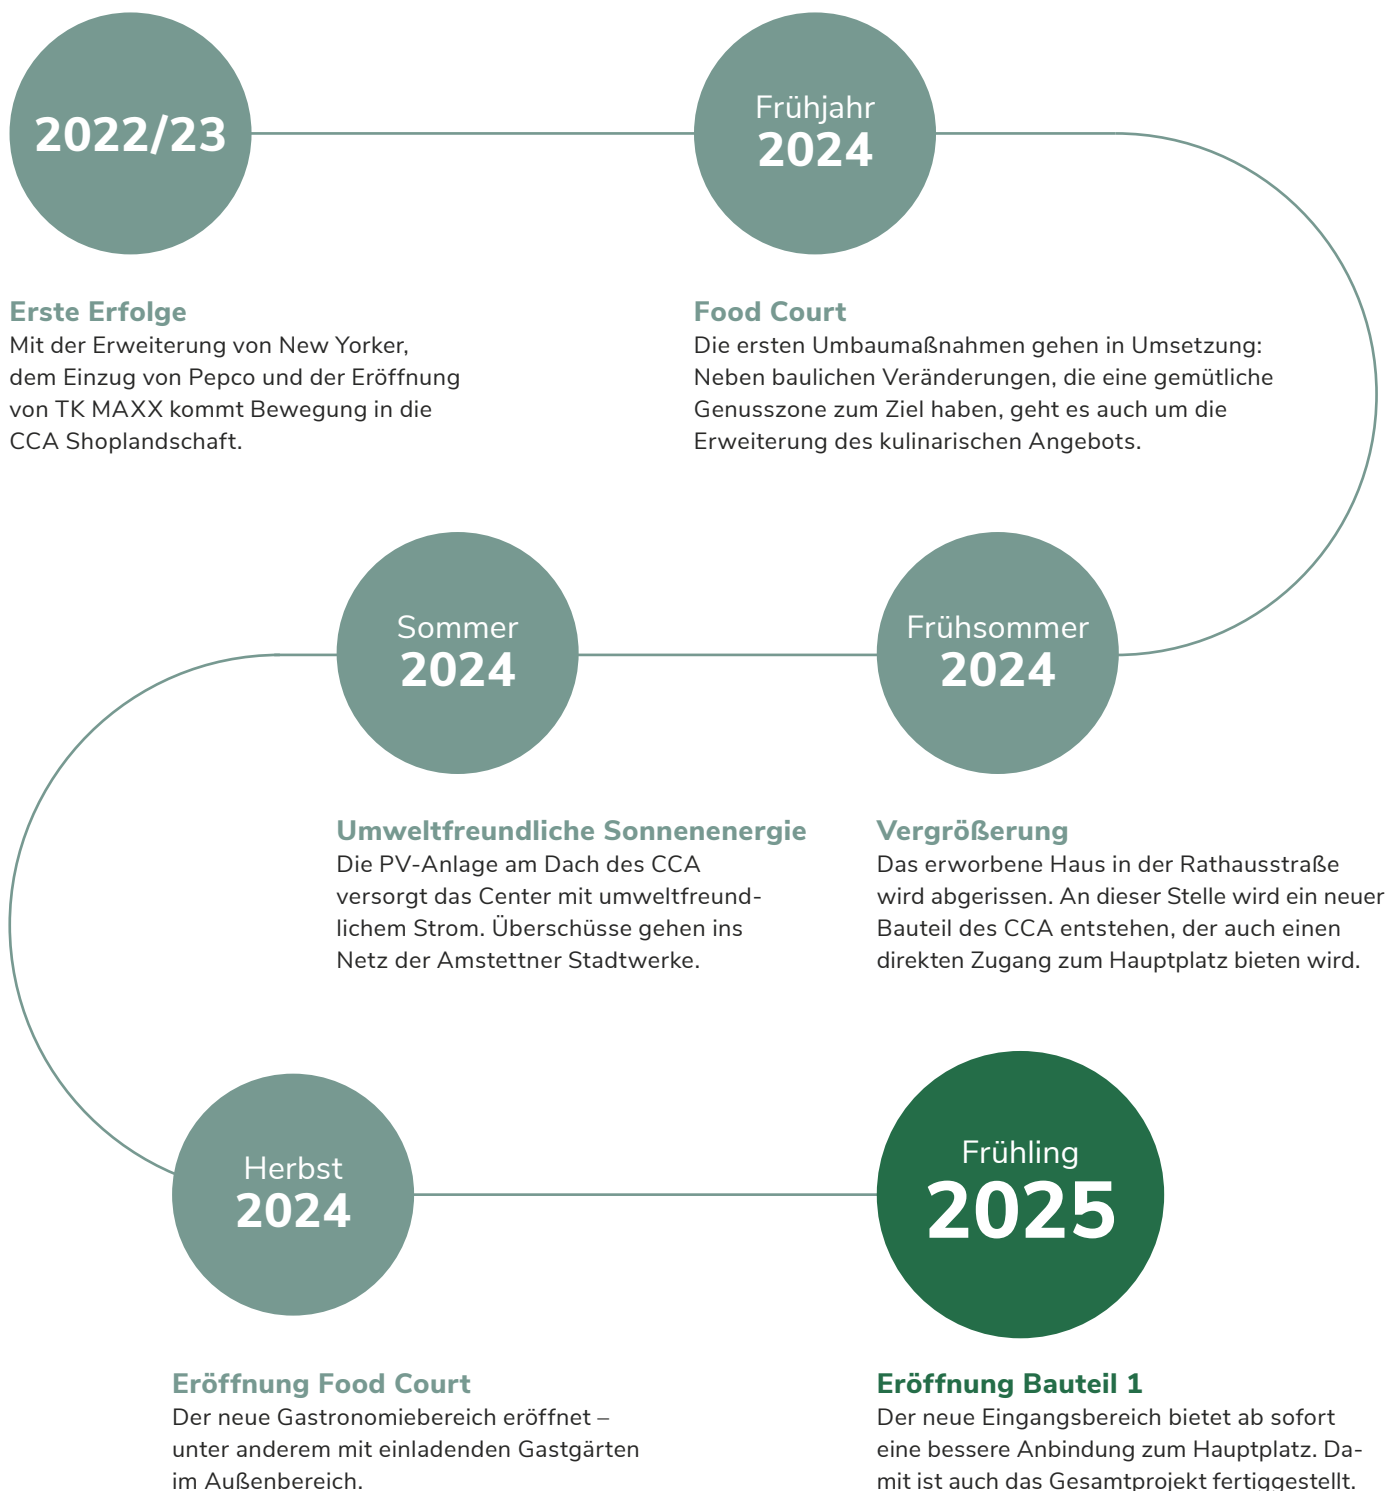 2022/23
Erste Erfolge
Mit der Erweiterung von New Yorker,
dem Einzug von Pepco und der Eröffnung
von TK MAXX kommt Bewegung in die
CCA Shoplandschaft.
Frühjahr
2024
Food Court
Die ersten Umbaumaßnahmen gehen in Umsetzung:
Neben baulichen Veränderungen, die eine gemütliche
Genusszone zum Ziel haben, geht es auch um die
Erweiterung des kulinarischen Angebots.
Frühsommer
2024
Vergrößerung
Das erworbene Haus in der Rathausstraße
wird abgerissen. An dieser Stelle wird ein neuer
Bauteil des CCA entstehen, der auch einen
direkten Zugang zum Hauptplatz bieten wird.
Sommer
2024
Umweltfreundliche Sonnenenergie
Die PV-Anlage am Dach des CCA
versorgt das Center mit umweltfreund-
lichem Strom. Überschüsse gehen ins
Netz der Amstettner Stadtwerke.
Herbst
2024
Eröffnung Food Court
Der neue Gastronomiebereich eröffnet –
unter anderem mit einladenden Gastgärten
im Außenbereich.
Frühling
2025
Eröffnung Bauteil 1
Der neue Eingangsbereich bietet ab sofort
eine bessere Anbindung zum Hauptplatz. Da-
mit ist auch das Gesamtprojekt fertiggestellt.